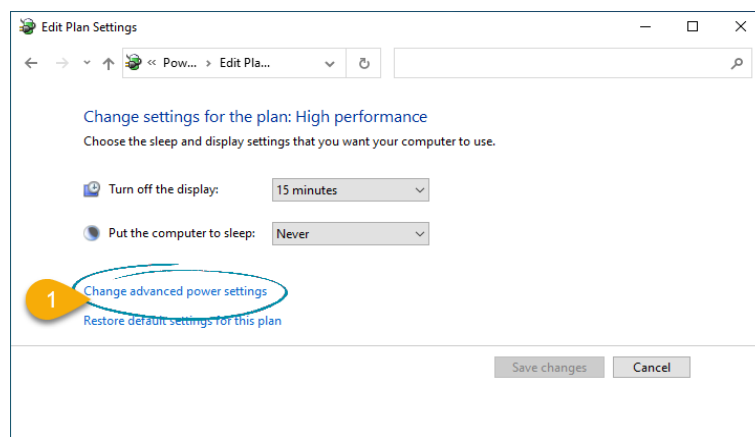 Edit Plan Settings
« Pow... › Edit Pla...
Change settings for the plan: High performance
Choose the sleep and display settings that you want your computer to use.
Turn off the display: 15 minutes
Put the computer to sleep: Never
1 Change advanced power settings
Restore default settings for this plan
Save changes Cancel